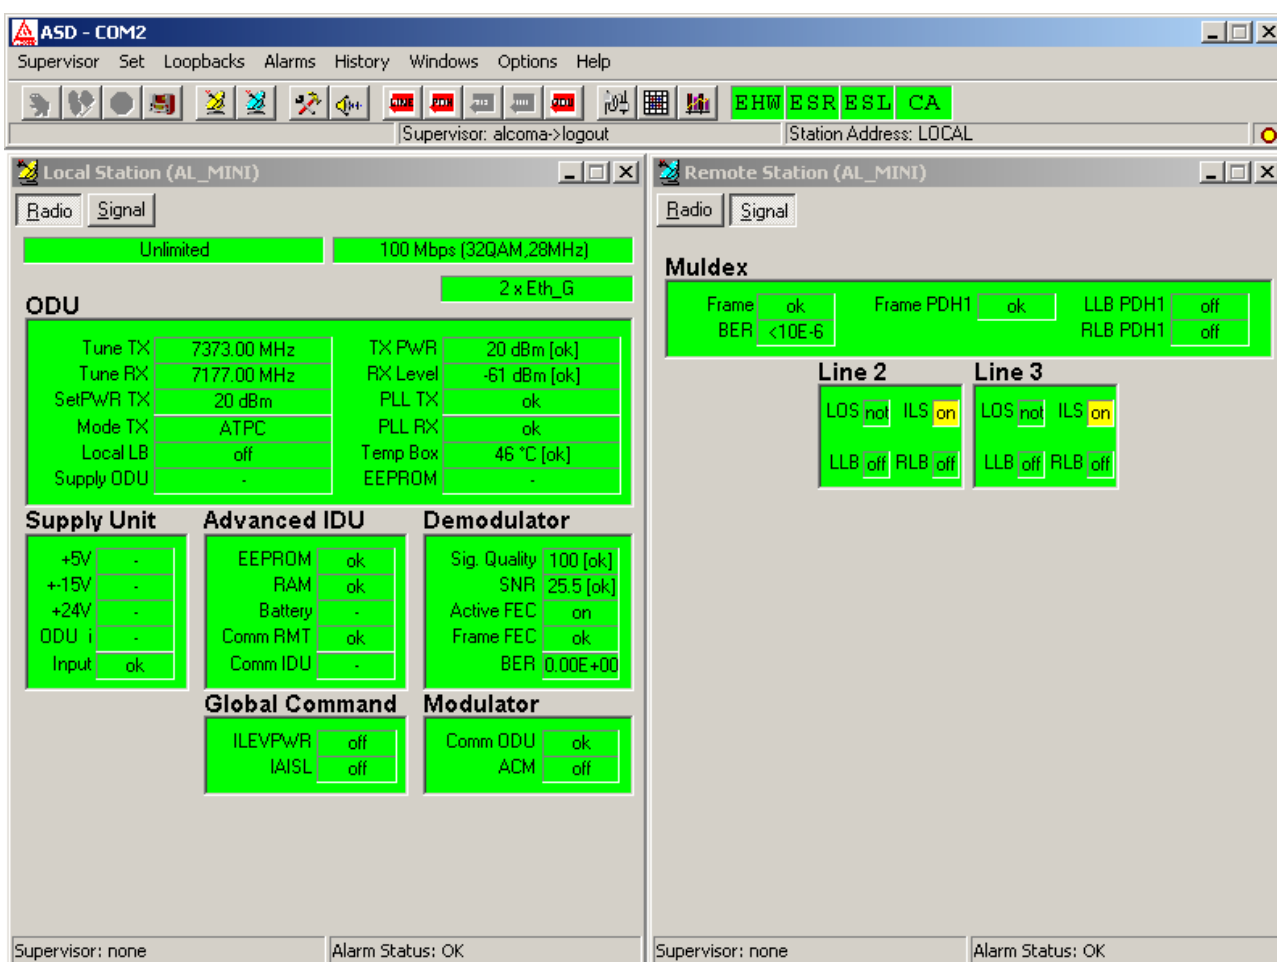 ASD - COM2
Supervisor Set Loopbacks Alarms History Windows Options Help
EHW ESR ESL CA
Supervisor: alcoma->logout Station Address: LOCAL
Local Station (AL_MINI)
Radio Signal
Unlimited 100 Mbps (32QAM,28MHz)
2 x Eth_G
ODU
Tune TX 7373.00 MHz TX PWR 20 dBm [ok]
Tune RX 7177.00 MHz RX Level -61 dBm [ok]
SetPWR TX 20 dBm PLL TX ok
Mode TX ATPC PLL RX ok
Local LB off Temp Box 46 °C [ok]
Supply ODU - EEPROM -
Supply Unit Advanced IDU Demodulator
+5V - EEPROM ok Sig. Quality 100 [ok]
+-15V - RAM ok SNR 25.5 [ok]
+24V - Battery - Active FEC on
ODU i - Comm RMT ok Frame FEC ok
Input ok Comm IDU - BER 0.00E+00
Global Command Modulator
ILEVPWR off Comm ODU ok
IAISL off ACM off
Supervisor: none Alarm Status: OK
Remote Station (AL_MINI)
Radio Signal
Muldex
Frame ok Frame PDH1 ok LLB PDH1 off
BER <10E-6 RLB PDH1 off
Line 2 Line 3
LOS not ILS on LOS not ILS on
LLB off RLB off LLB off RLB off
Supervisor: none Alarm Status: OK